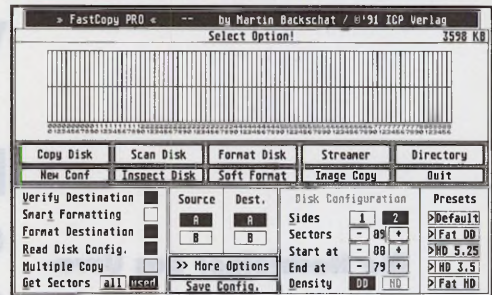 » FastCopy PRO « -- by Martin Backschat / ©'91 ICP Verlag
Select Option! 3598 KB
Copy Disk Scan Disk Format Disk Streamer Directory
New Conf Inspect Disk Soft Format Image Copy Quit
Verify Destination
Smart Formatting
Format Destination
Read Disk Config.
Multiple Copy
Get Sectors all used
Source Dest.
A A
B B
>> More Options
Save Config.
Disk Configuration
Sides 1 2
Sectors - 09 +
Start at - 00 +
End at - 79 +
Density DD HD
Presets
>Default
>Fat DD
>HD 5.25
>HD 3.5
>Fat HD